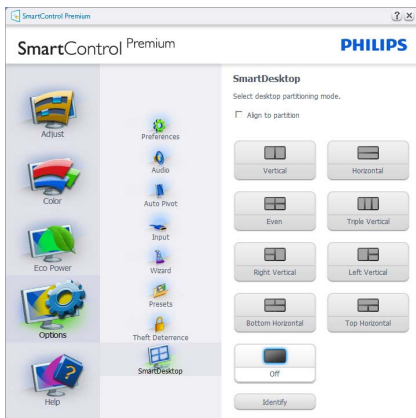 SmartControl Premium
SmartControl Premium
PHILIPS
Adjust
Color
Eco Power
Options
Help
Preferences
Audio
Auto Pivot
Input
Wizard
Presets
Theft Deterrence
SmartDesktop
SmartDesktop
Select desktop partitioning mode.
Align to partition
Vertical
Horizontal
Even
Triple Vertical
Right Vertical
Left Vertical
Bottom Horizontal
Top Horizontal
Off
Identify